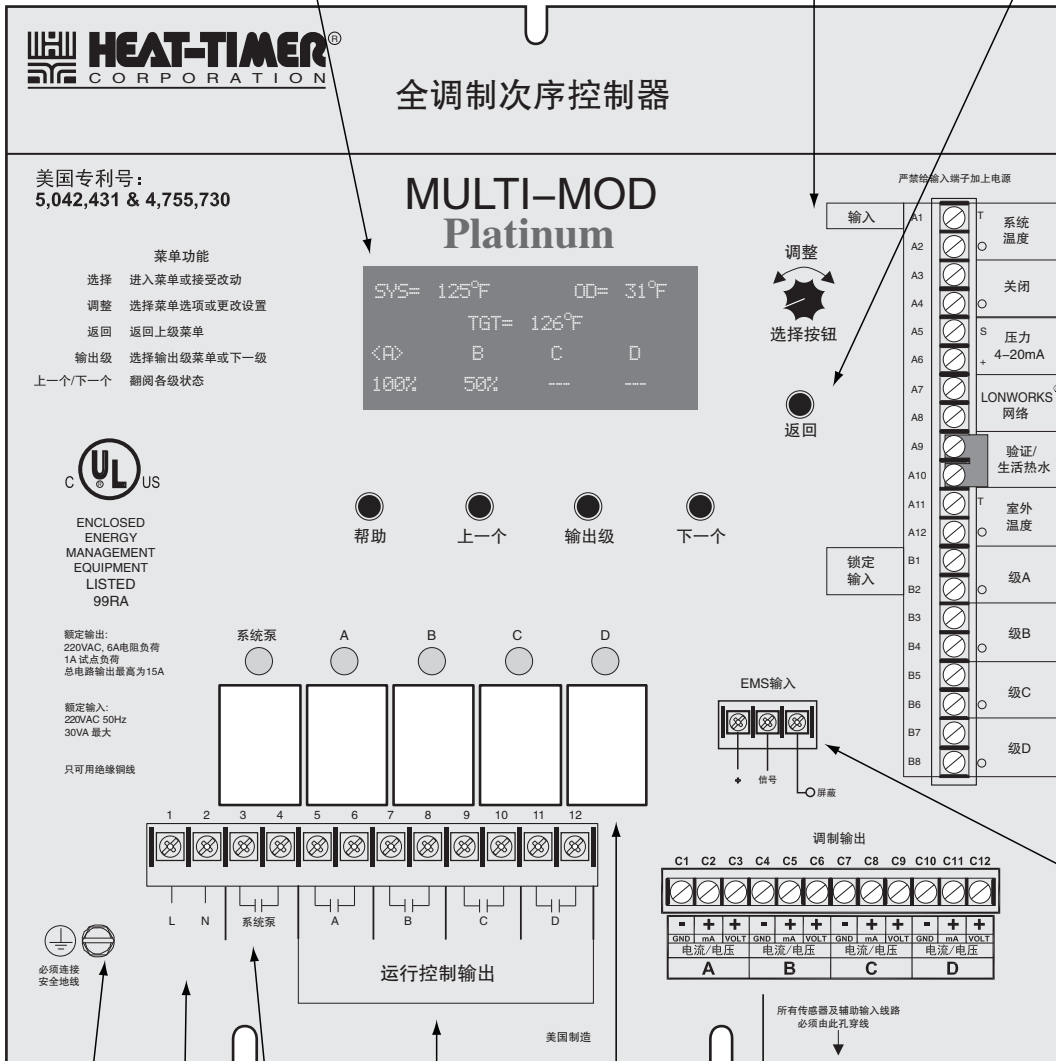 HEAT-TIMER®
CORPORATION
全调制次序控制器
美国专利号：
5,042,431 & 4,755,730
MULTI–MOD
Platinum
菜单功能
选择 进入菜单或接受改动
调整 选择菜单选项或更改设置
返回 返回上级菜单
输出级 选择输出级菜单或下一级
上一个/下一个 翻阅各级状态
SYS= 125°F OD= 31°F
TGT= 126°F
<A> B C D
100% 50% --- ---
调整
选择按钮
返回
帮助 上一个 输出级 下一个
C UL® US
ENCLOSED
ENERGY
MANAGEMENT
EQUIPMENT
LISTED
99RA
额定输出:
220VAC, 6A电阻负荷
1A 试点负荷
总电路输出最高为15A
额定输入:
220VAC 50Hz
30VA 最大
只可用绝缘铜线
严禁给输入端子加上电源
输入
A1 T 系统
A2 温度
A3 关闭
A4
A5 S 压力
A6 + 4–20mA
A7 LONWORKS®
A8 网络
A9 验证/
A10 生活热水
A11 T 室外
A12 温度
锁定
输入
B1 级A
B2
B3 级B
B4
B5 级C
B6
B7 级D
B8
系统泵 A B C D
1 2 3 4 5 6 7 8 9 10 11 12
L N 系统泵 A B C D
运行控制输出
必须连接
安全地线
EMS输入
+ 信号 屏蔽
调制输出
C1 C2 C3 C4 C5 C6 C7 C8 C9 C10 C11 C12
- + + - + + - + + - + +
GND mA VOLT GND mA VOLT GND mA VOLT GND mA VOLT
电流/电压 电流/电压 电流/电压 电流/电压
A B C D
所有传感器及辅助输入线路
必须由此孔穿线
美国制造